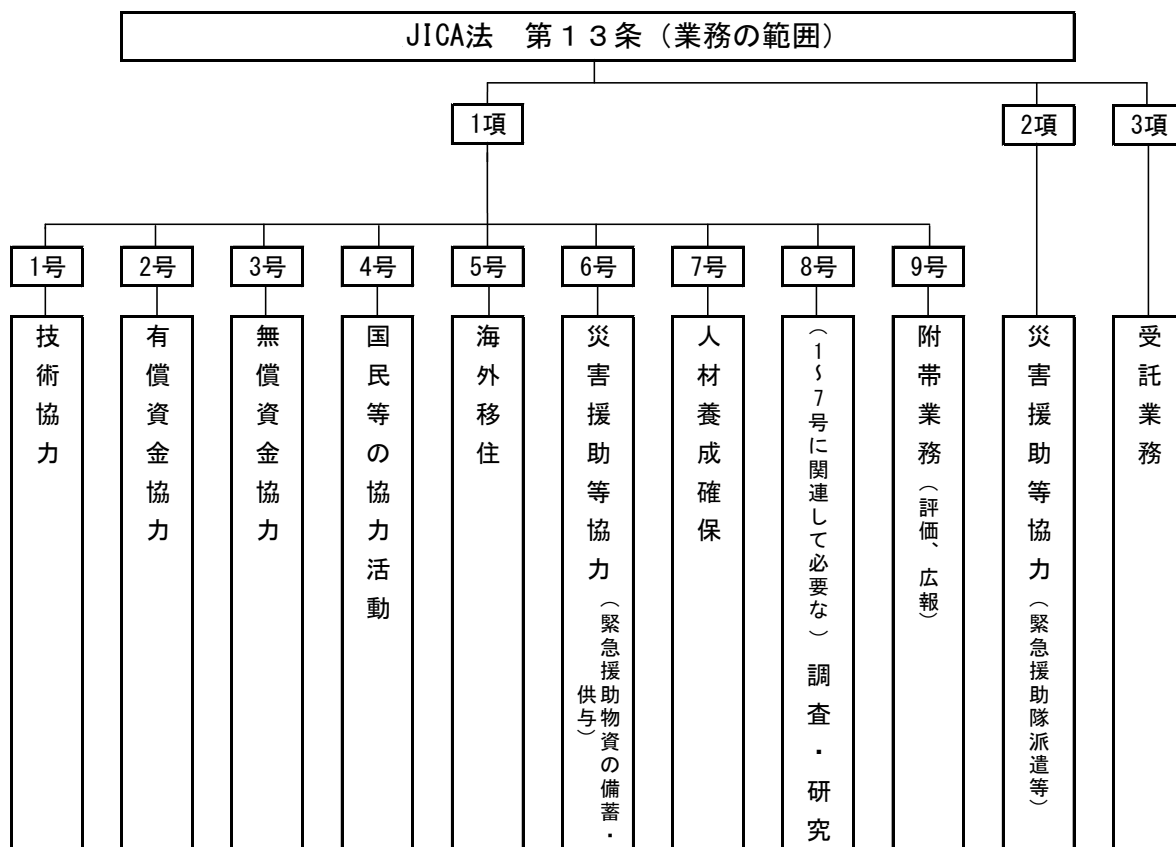 JICA法　第１３条（業務の範囲）
1項
2項
3項
1号
2号
3号
4号
5号
6号
7号
8号
9号
技術協力
有償資金協力
無償資金協力
国民等の協力活動
海外移住
災害援助等協力（緊急援助物資の備蓄・
供与）
人材養成確保
（1～7号に関連して必要な）調査・研究
附帯業務（評価、広報）
災害援助等協力（緊急援助隊派遣等）
受託業務